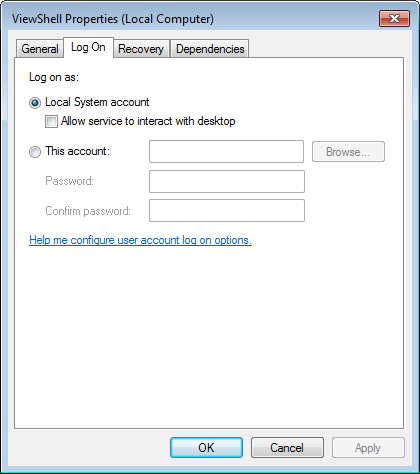 ViewShell Properties (Local Computer)
General Log On Recovery Dependencies
Log on as:
Local System account
Allow service to interact with desktop
This account:
Browse...
Password:
Confirm password:
Help me configure user account log on options.
OK Cancel Apply